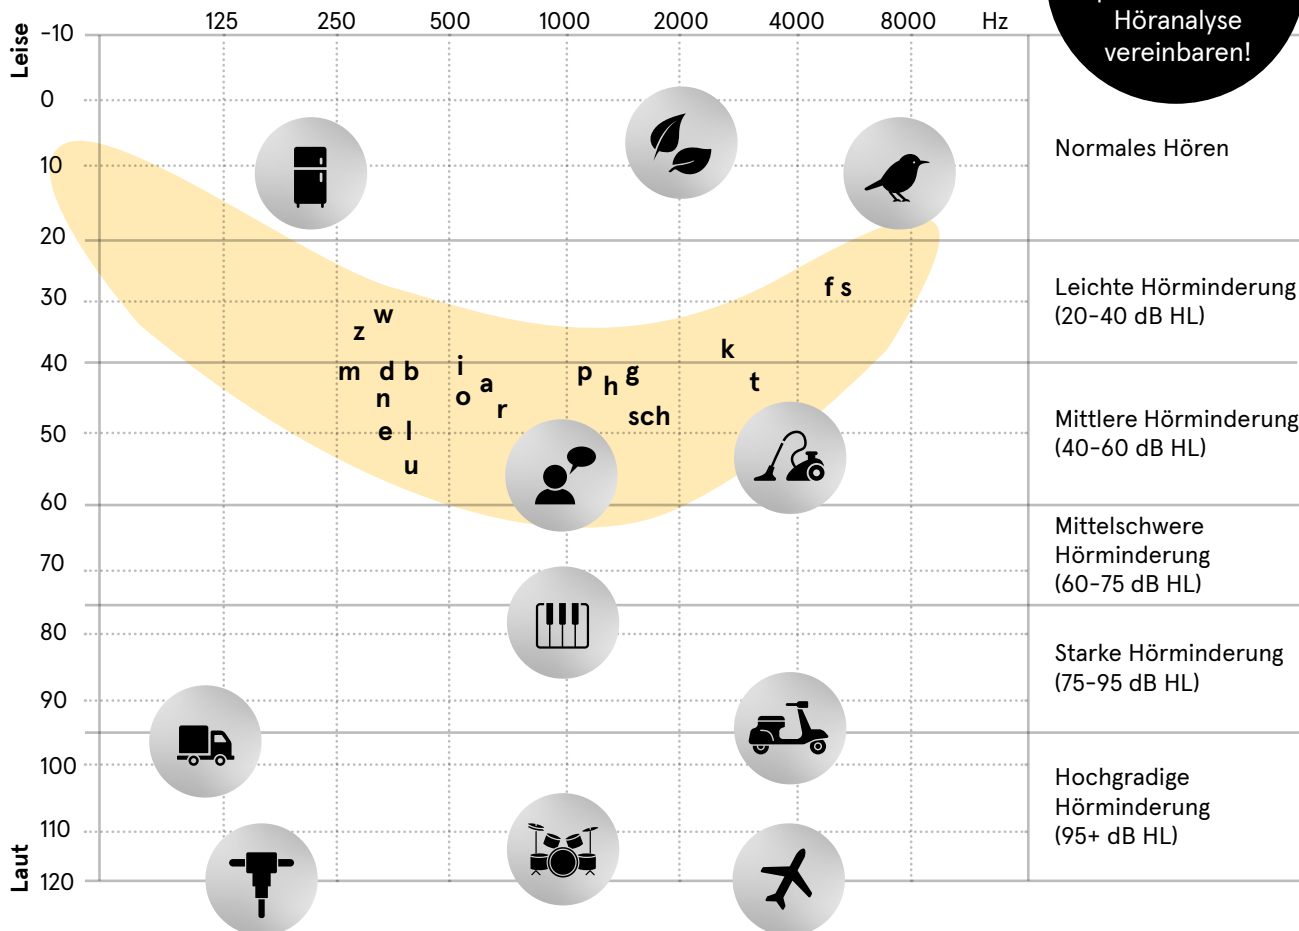 125 250 500 1000 2000 4000 8000 Hz
Höranalyse
vereinbaren!
Leise
-10
0
10
20
30
40
50
60
70
80
90
100
110
120
Laut
f s
w
z
k
m d b i a p h g t
n o r
sch
e l
u
Normales Hören
Leichte Hörminderung
(20-40 dB HL)
Mittlere Hörminderung
(40-60 dB HL)
Mittelschwere
Hörminderung
(60-75 dB HL)
Starke Hörminderung
(75-95 dB HL)
Hochgradige
Hörminderung
(95+ dB HL)